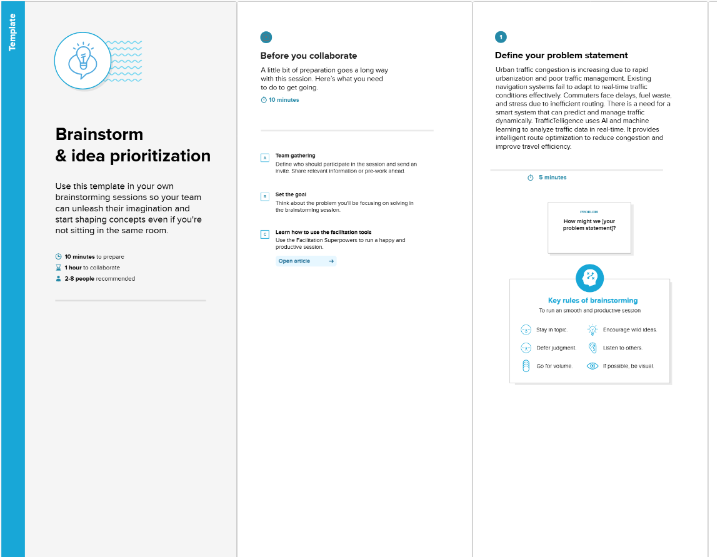 Template
Brainstorm
& idea prioritization
Use this template in your own
brainstorming sessions so your team
can unleash their imagination and
start shaping concepts even if you're
not sitting in the same room.
10 minutes to prepare
1 hour to collaborate
2-8 people recommended
Before you collaborate
A little bit of preparation goes a long way
with this session. Here's what you need
to do to get going.
10 minutes
A
Team gathering
Define who should participate in the session and send an
invite. Share relevant information or pre-work ahead.
B
Set the goal
Think about the problem you'll be focusing on solving in
the brainstorming session.
C
Learn how to use the facilitation tools
Use the Facilitation Superpowers to run a happy and
productive session.
Open article
1
Define your problem statement
Urban traffic congestion is increasing due to rapid
urbanization and poor traffic management. Existing
navigation systems fail to adapt to real-time traffic
conditions effectively. Commuters face delays, fuel waste,
and stress due to inefficient routing. There is a need for a
smart system that can predict and manage traffic
dynamically. TrafficTelligence uses AI and machine
learning to analyze traffic data in real-time. It provides
intelligent route optimization to reduce congestion and
improve travel efficiency.
5 minutes
PROBLEM
How might we [your
problem statement]?
Key rules of brainstorming
To run an smooth and productive session
Stay in topic.
Encourage wild ideas.
Defer judgment.
Listen to others.
Go for volume.
If possible, be visual.